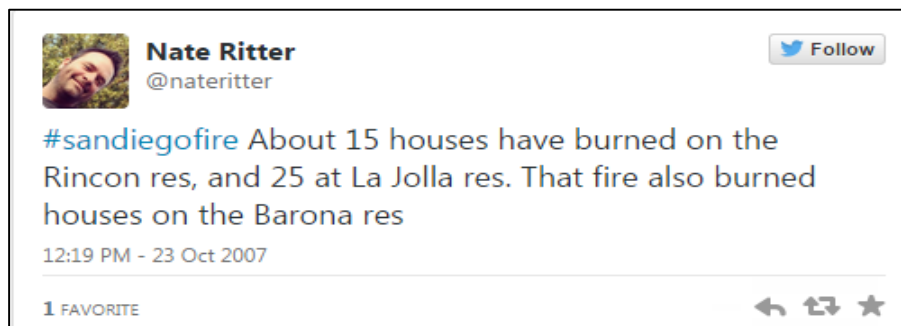 Nate Ritter
Follow
@nateritter
#sandiegofire About 15 houses have burned on the
Rincon res, and 25 at La Jolla res. That fire also burned
houses on the Barona res
12:19 PM - 23 Oct 2007
1 FAVORITE